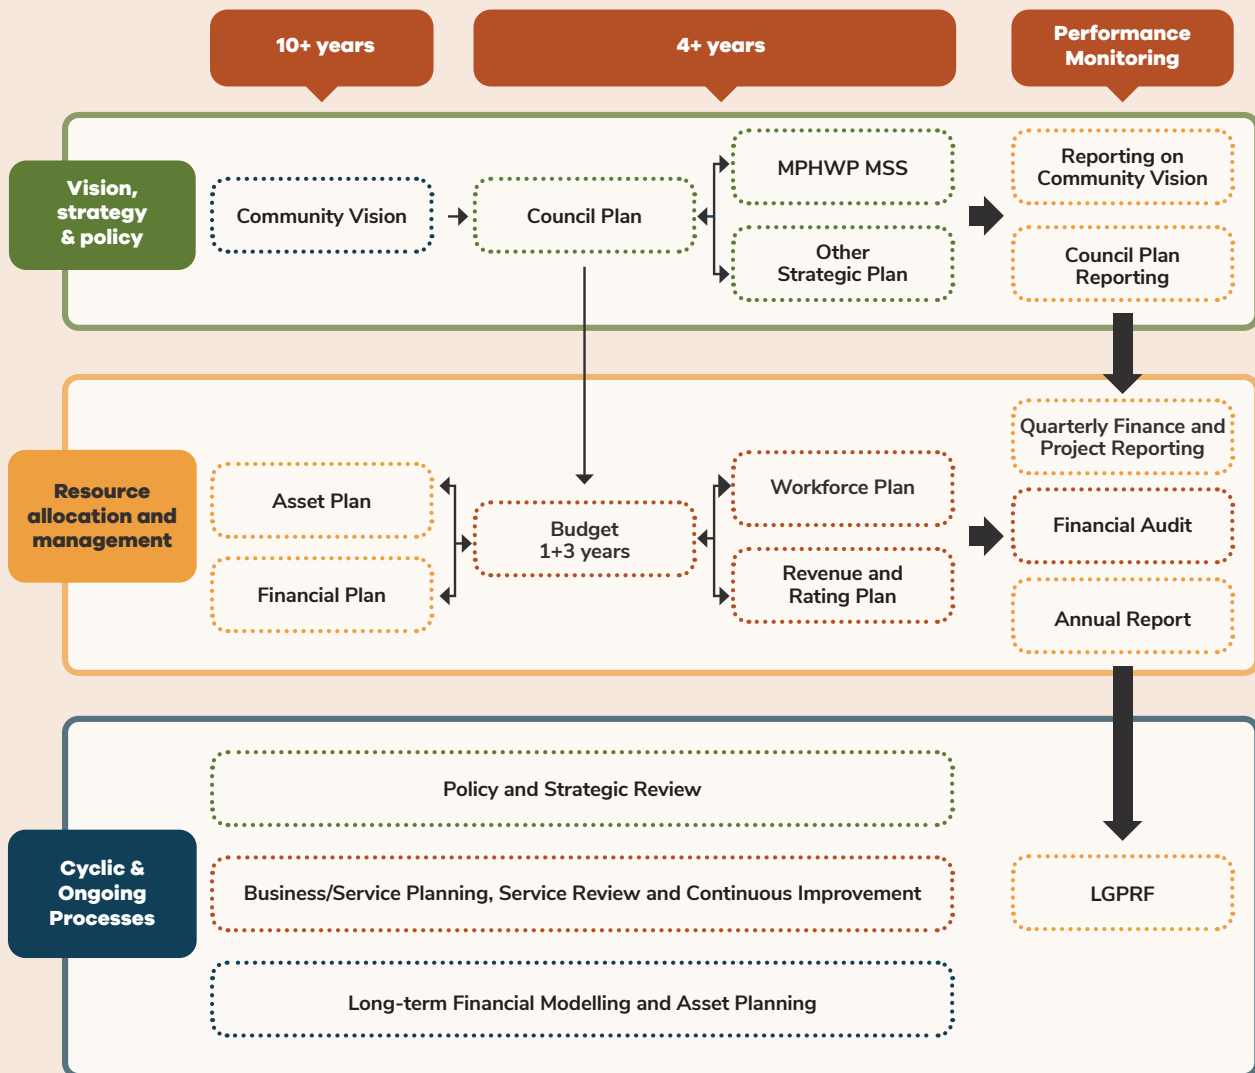 10+ years
4+ years
Performance
Monitoring
Vision,
strategy
& policy
Community Vision
Council Plan
MPHWP MSS
Other
Strategic Plan
Reporting on
Community Vision
Council Plan
Reporting
Resource
allocation and
management
Asset Plan
Financial Plan
Budget
1+3 years
Workforce Plan
Revenue and
Rating Plan
Quarterly Finance and
Project Reporting
Financial Audit
Annual Report
Cyclic &
Ongoing
Processes
Policy and Strategic Review
Business/Service Planning, Service Review and Continuous Improvement
Long-term Financial Modelling and Asset Planning
LGPRF